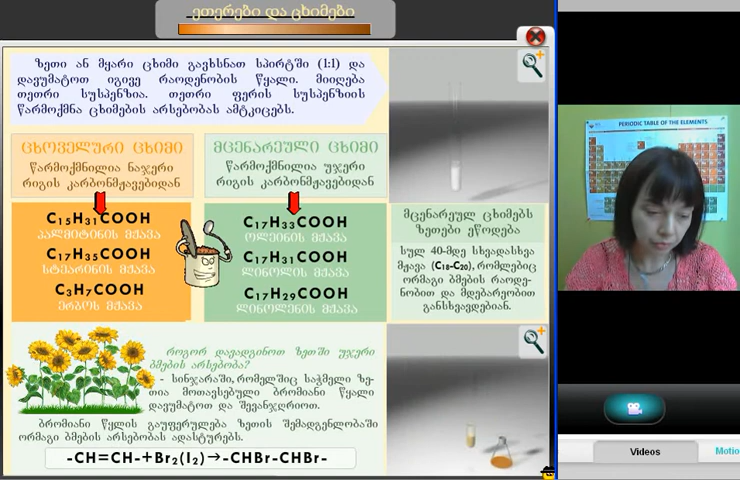 ეთერები და ცხიმები
ზეთი ან მყარი ცხიმი გავხსნათ სპირტში (1:1) და
დავუმატოთ იგივე რაოდენობის წყალი. მიიღება
თეთრი სუსპენზია. თეთრი ფერის სუსპენზიის
წარმოქმნა ცხიმების არსებობას ამტკიცებს.
ცხოველური ცხიმი
წარმოქმნილია ნაჯერი
რიგის კარბონმჟავებიდან
C₁₅H₃₁COOH
პალმიტინის მჟავა
C₁₇H₃₅COOH
სტეარინის მჟავა
C₃H₇COOH
ერბოს მჟავა
მცენარეული ცხიმი
წარმოქმნილია უჯერი
რიგის კარბონმჟავებიდან
C₁₇H₃₃COOH
ოლეინის მჟავა
C₁₇H₃₁COOH
ლინოლის მჟავა
C₁₇H₂₉COOH
ლინოლენის მჟავა
მცენარეულ ცხიმებს
ზეთები ეწოდება
სულ 40-მდე სხვადასხვა
მჟავა (C₁₈-C₂₀), რომლებიც
ორმაგი ბმების რაოდე-
ნობით და მდებარეობით
განსხვავდებიან.
როგორ დავადგინოთ ზეთში უჯერი
ბმების არსებობა?
- სინჯარაში, რომელშიც საჭმელი ზე-
თია მოთავსებული ბრომიანი წყალი
დავუმატოთ და შევანჯღრიოთ.
ბრომიანი წყლის გაუფერულება ზეთის შემადგენლობაში
ორმაგი ბმების არსებობას ადასტურებს.
-CH=CH-+Br₂(I₂)→-CHBr-CHBr-
PERIODIC TABLE OF THE ELEMENTS
Videos
Motio